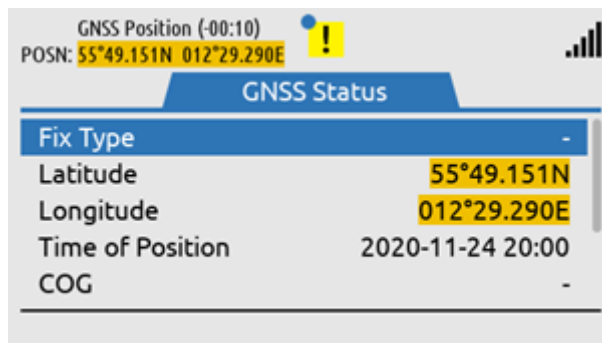 GNSS Position (-00:10)
POSN: 55°49.151N 012°29.290E
!
GNSS Status
Fix Type -
Latitude 55°49.151N
Longitude 012°29.290E
Time of Position 2020-11-24 20:00
COG -